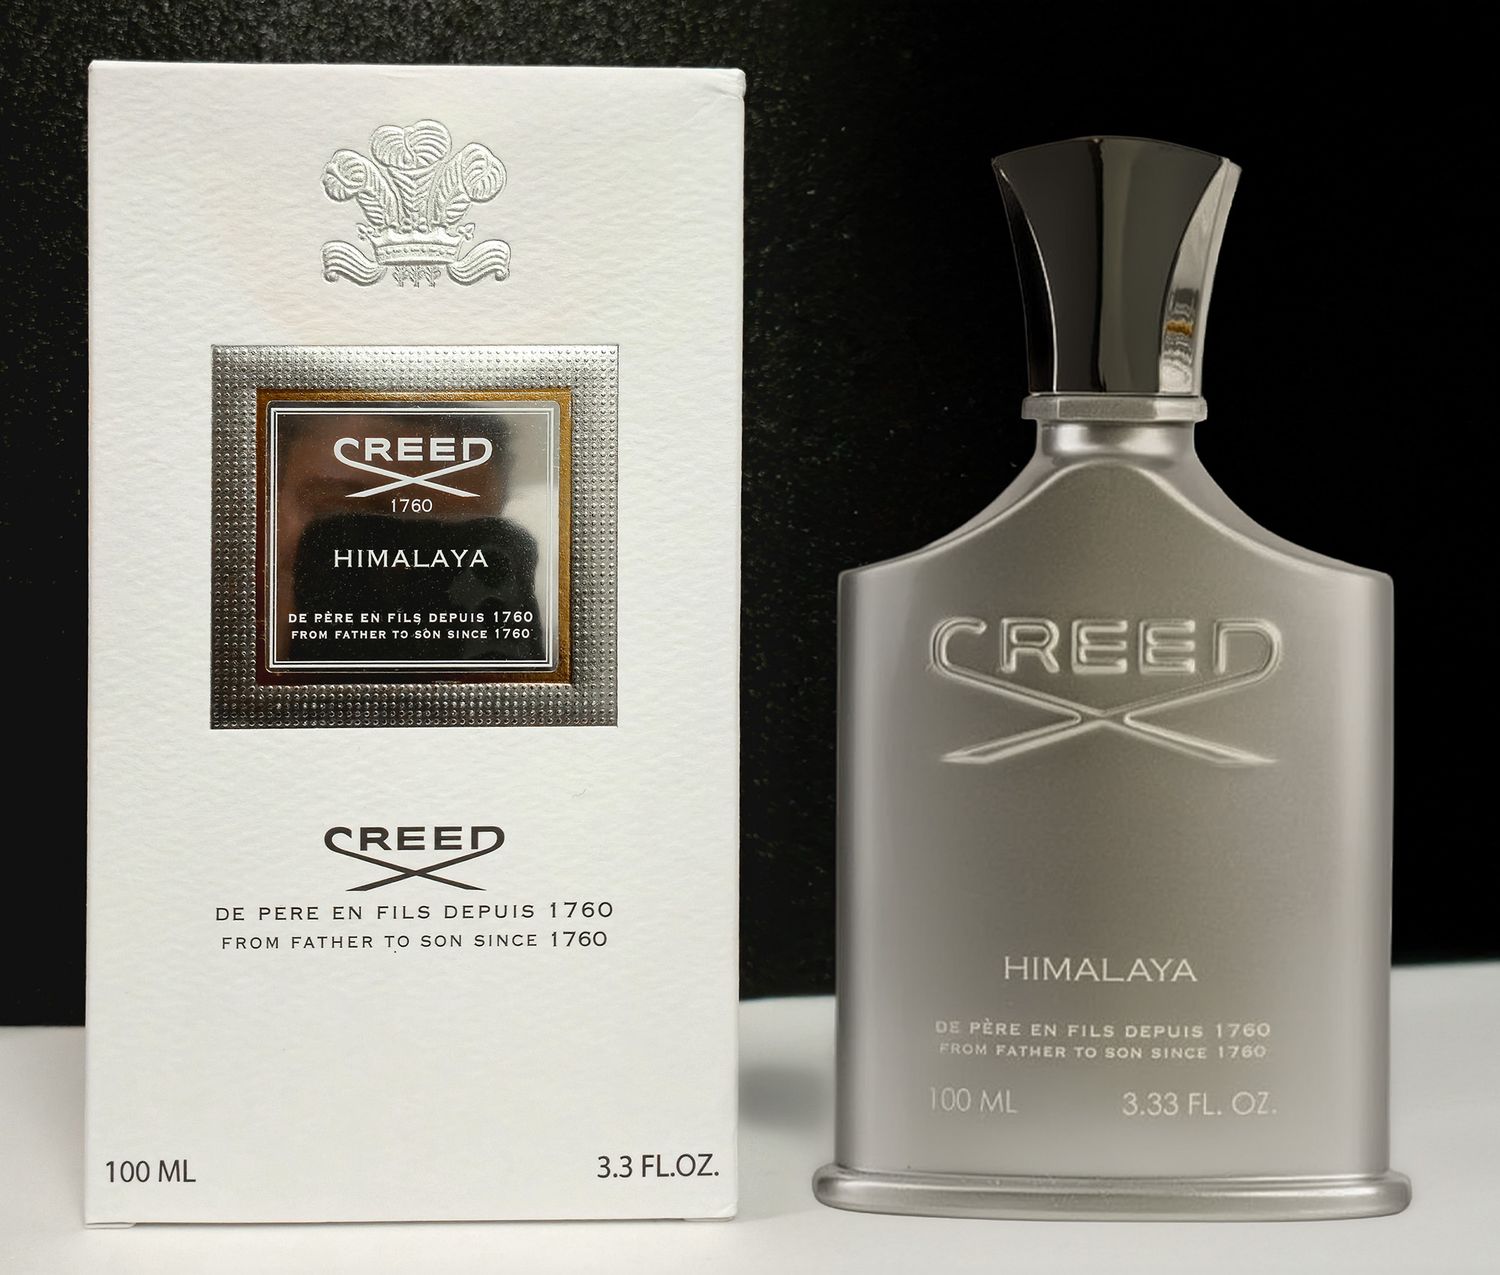 CREED
1760
HIMALAYA
DE PÈRE EN FILS DEPUIS 1760
FROM FATHER TO SON SINCE 1760
CREED
DE PERE EN FILS DEPUIS 1760
FROM FATHER TO SON SINCE 1760
100 ML 3.3 FL.OZ.
CREED
HIMALAYA
DE PÈRE EN FILS DEPUIS 1760
FROM FATHER TO SON SINCE 1760
100 ML 3.33 FL. OZ.